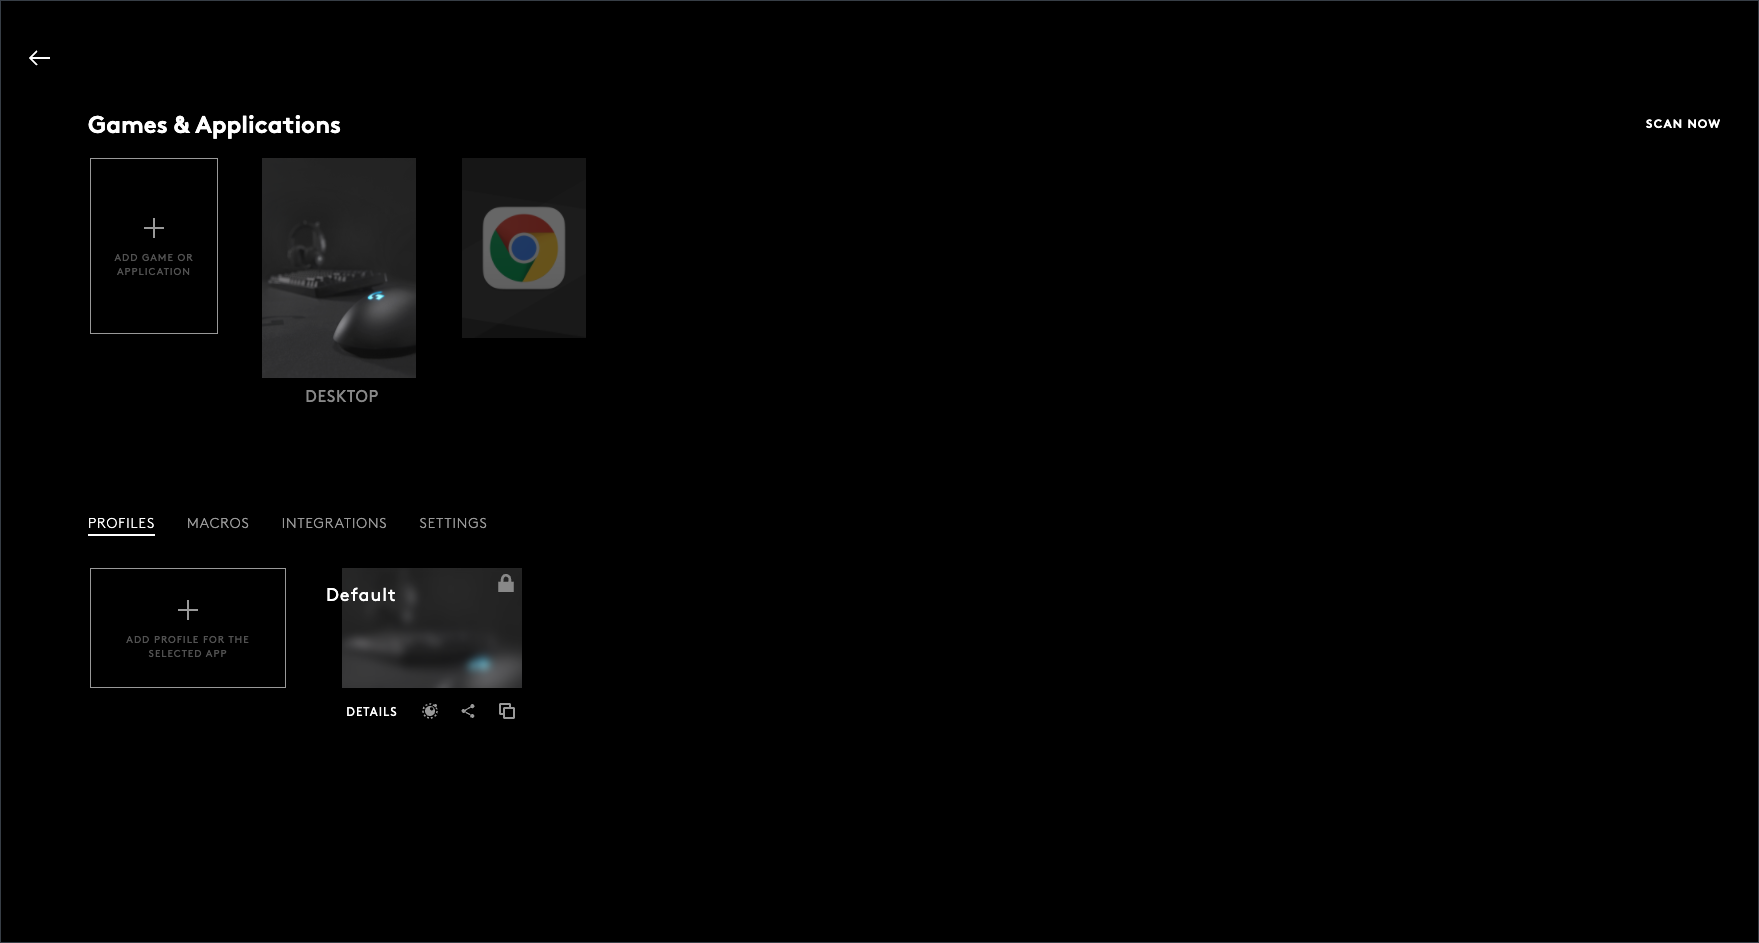 Games & Applications
SCAN NOW
ADD GAME OR
APPLICATION
DESKTOP
PROFILES
MACROS
INTEGRATIONS
SETTINGS
ADD PROFILE FOR THE
SELECTED APP
Default
DETAILS